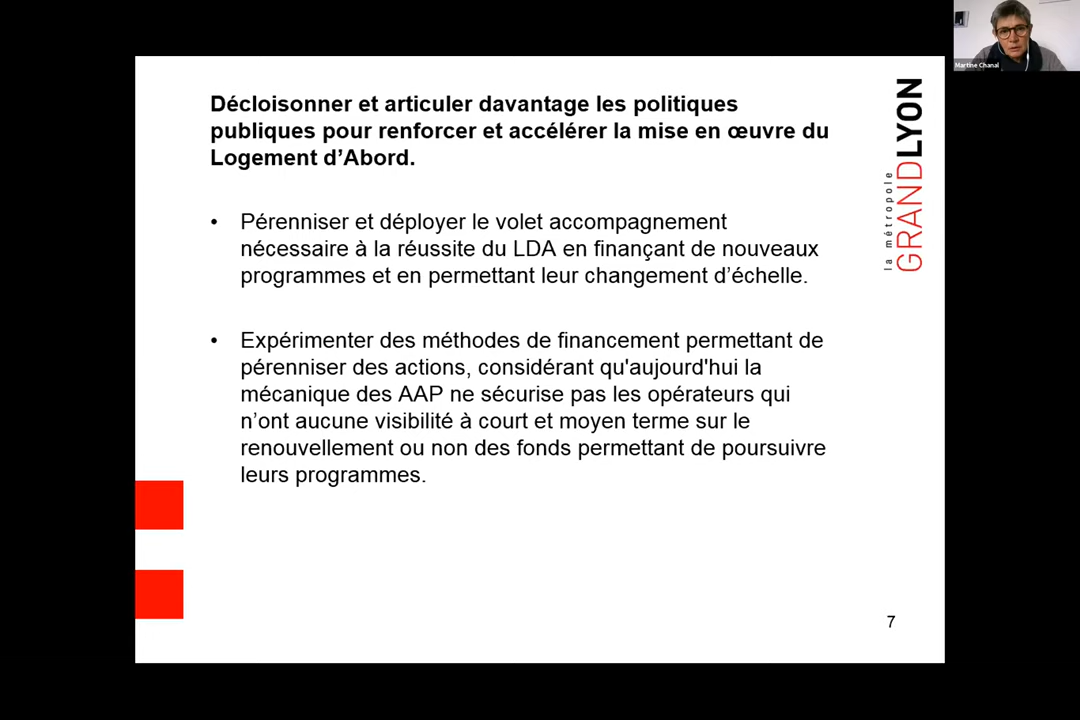 Martine Chanal
Décloisonner et articuler davantage les politiques
publiques pour renforcer et accélérer la mise en œuvre du
Logement d’Abord.
• Pérenniser et déployer le volet accompagnement
nécessaire à la réussite du LDA en finançant de nouveaux
programmes et en permettant leur changement d’échelle.
• Expérimenter des méthodes de financement permettant de
pérenniser des actions, considérant qu'aujourd'hui la
mécanique des AAP ne sécurise pas les opérateurs qui
n’ont aucune visibilité à court et moyen terme sur le
renouvellement ou non des fonds permettant de poursuivre
leurs programmes.
la métropole
GRANDLYON
7